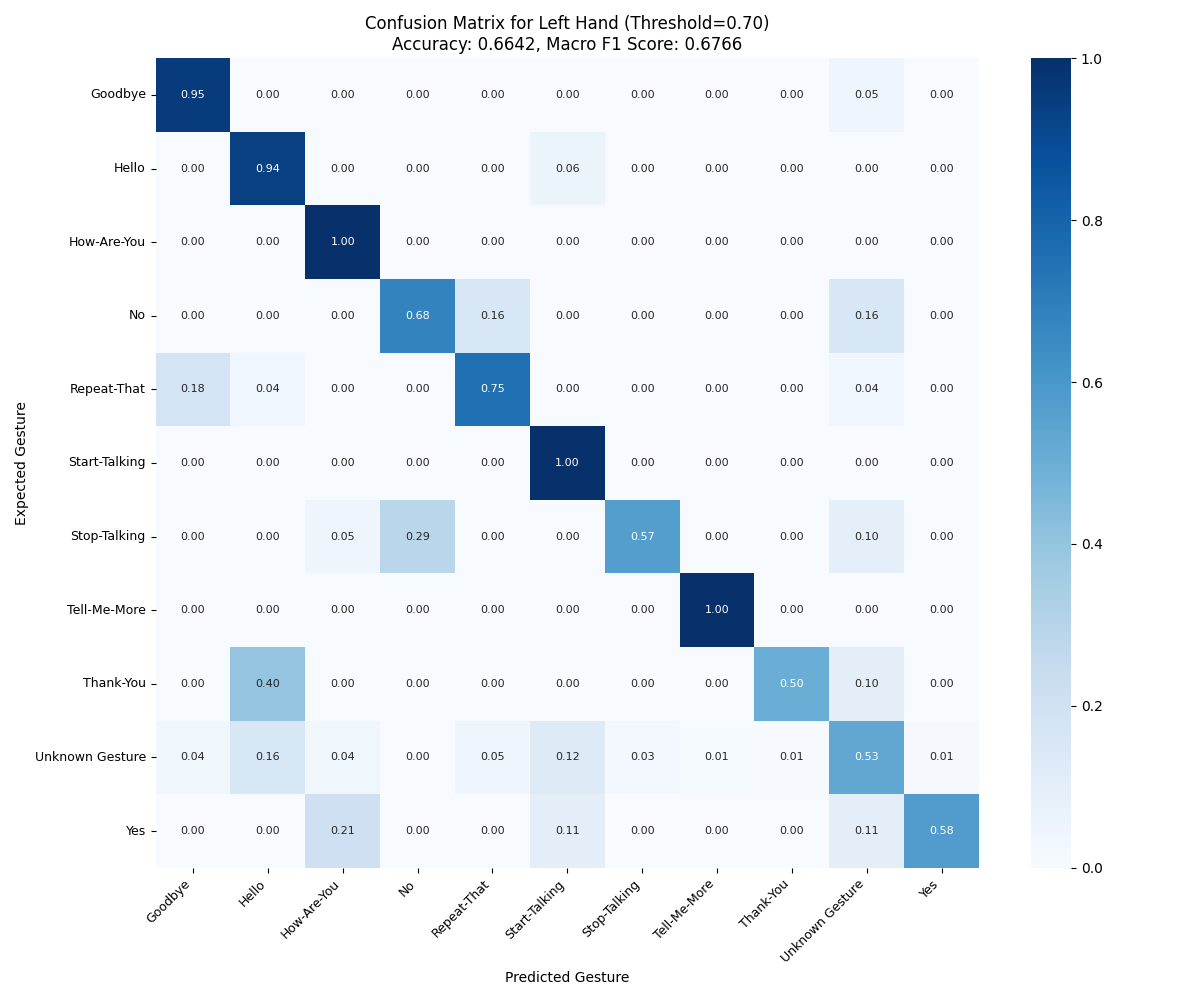 Confusion Matrix for Left Hand (Threshold=0.70)
Accuracy: 0.6642, Macro F1 Score: 0.6766
Expected Gesture
Goodbye 0.95 0.00 0.00 0.00 0.00 0.00 0.00 0.00 0.00 0.05 0.00
Hello 0.00 0.94 0.00 0.00 0.00 0.06 0.00 0.00 0.00 0.00 0.00
How-Are-You 0.00 0.00 1.00 0.00 0.00 0.00 0.00 0.00 0.00 0.00 0.00
No 0.00 0.00 0.00 0.68 0.16 0.00 0.00 0.00 0.00 0.16 0.00
Repeat-That 0.18 0.04 0.00 0.00 0.75 0.00 0.00 0.00 0.00 0.04 0.00
Start-Talking 0.00 0.00 0.00 0.00 0.00 1.00 0.00 0.00 0.00 0.00 0.00
Stop-Talking 0.00 0.00 0.05 0.29 0.00 0.00 0.57 0.00 0.00 0.10 0.00
Tell-Me-More 0.00 0.00 0.00 0.00 0.00 0.00 0.00 1.00 0.00 0.00 0.00
Thank-You 0.00 0.40 0.00 0.00 0.00 0.00 0.00 0.00 0.50 0.10 0.00
Unknown Gesture 0.04 0.16 0.04 0.00 0.05 0.12 0.03 0.01 0.01 0.53 0.01
Yes 0.00 0.00 0.21 0.00 0.00 0.11 0.00 0.00 0.00 0.11 0.58
Goodbye Hello How-Are-You No Repeat-That Start-Talking Stop-Talking Tell-Me-More Thank-You Unknown Gesture Yes
Predicted Gesture
1.0
0.8
0.6
0.4
0.2
0.0